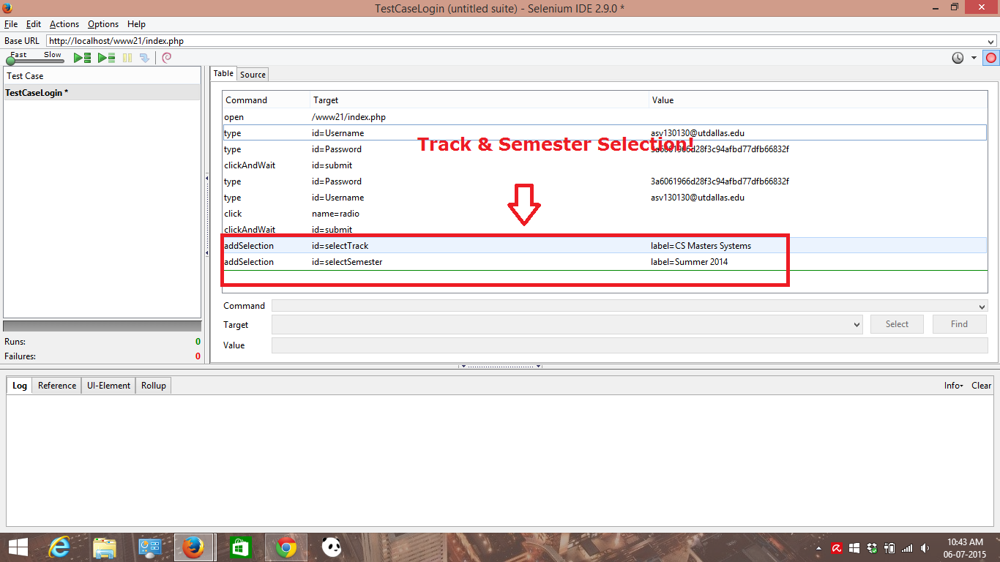 TestCaseLogin (untitled suite) - Selenium IDE 2.9.0 *
File Edit Actions Options Help
Base URL http://localhost/www21/index.php
Fast Slow
Test Case
TestCaseLogin *
Runs: 0
Failures: 0
Table Source
Command Target Value
open /www21/index.php
type id=Username asv130130@utdallas.edu
Track & Semester Selection!
type id=Password 3a6061966d28f3c94afbd77dfb66832f
clickAndWait id=submit
type id=Password 3a6061966d28f3c94afbd77dfb66832f
type id=Username asv130130@utdallas.edu
click name=radio
clickAndWait id=submit
addSelection id=selectTrack label=CS Masters Systems
addSelection id=selectSemester label=Summer 2014
Command
Target Select Find
Value
Log Reference UI-Element Rollup Info Clear
10:43 AM
06-07-2015